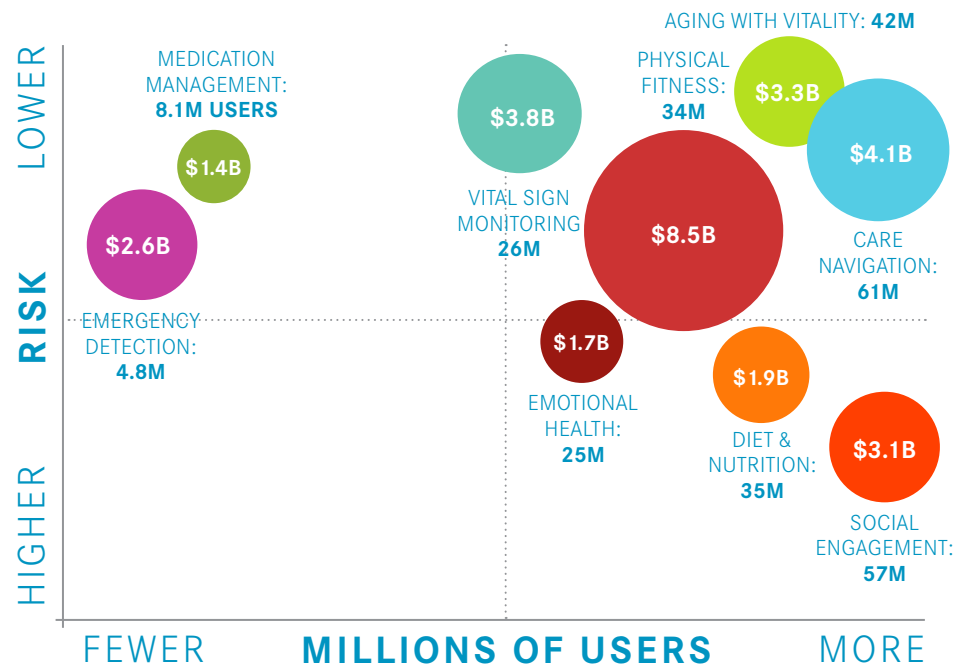 AGING WITH VITALITY: 42M
LOWER
MEDICATION
MANAGEMENT:
8.1M USERS
$1.4B
$2.6B
EMERGENCY
DETECTION:
4.8M
$3.8B
VITAL SIGN
MONITORING
26M
PHYSICAL
FITNESS:
34M
$8.5B
$3.3B
$4.1B
CARE
NAVIGATION:
61M
RISK
$1.7B
EMOTIONAL
HEALTH:
25M
$1.9B
DIET &
NUTRITION:
35M
$3.1B
SOCIAL
ENGAGEMENT:
57M
HIGHER
FEWER
MILLIONS OF USERS
MORE